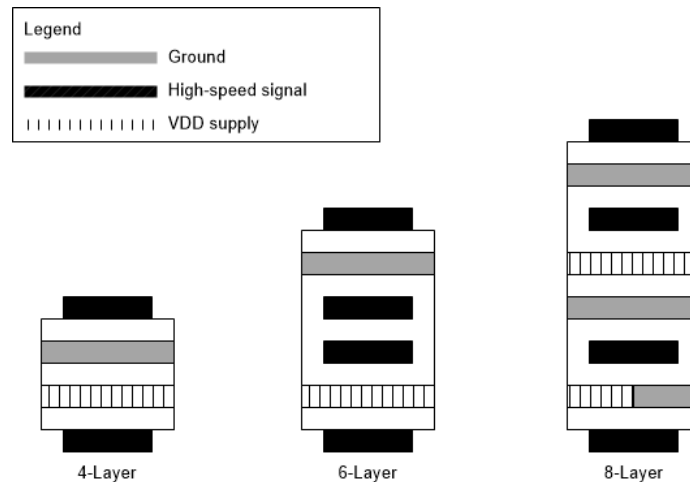 Legend
Ground
High-speed signal
VDD supply
4-Layer
6-Layer
8-Layer